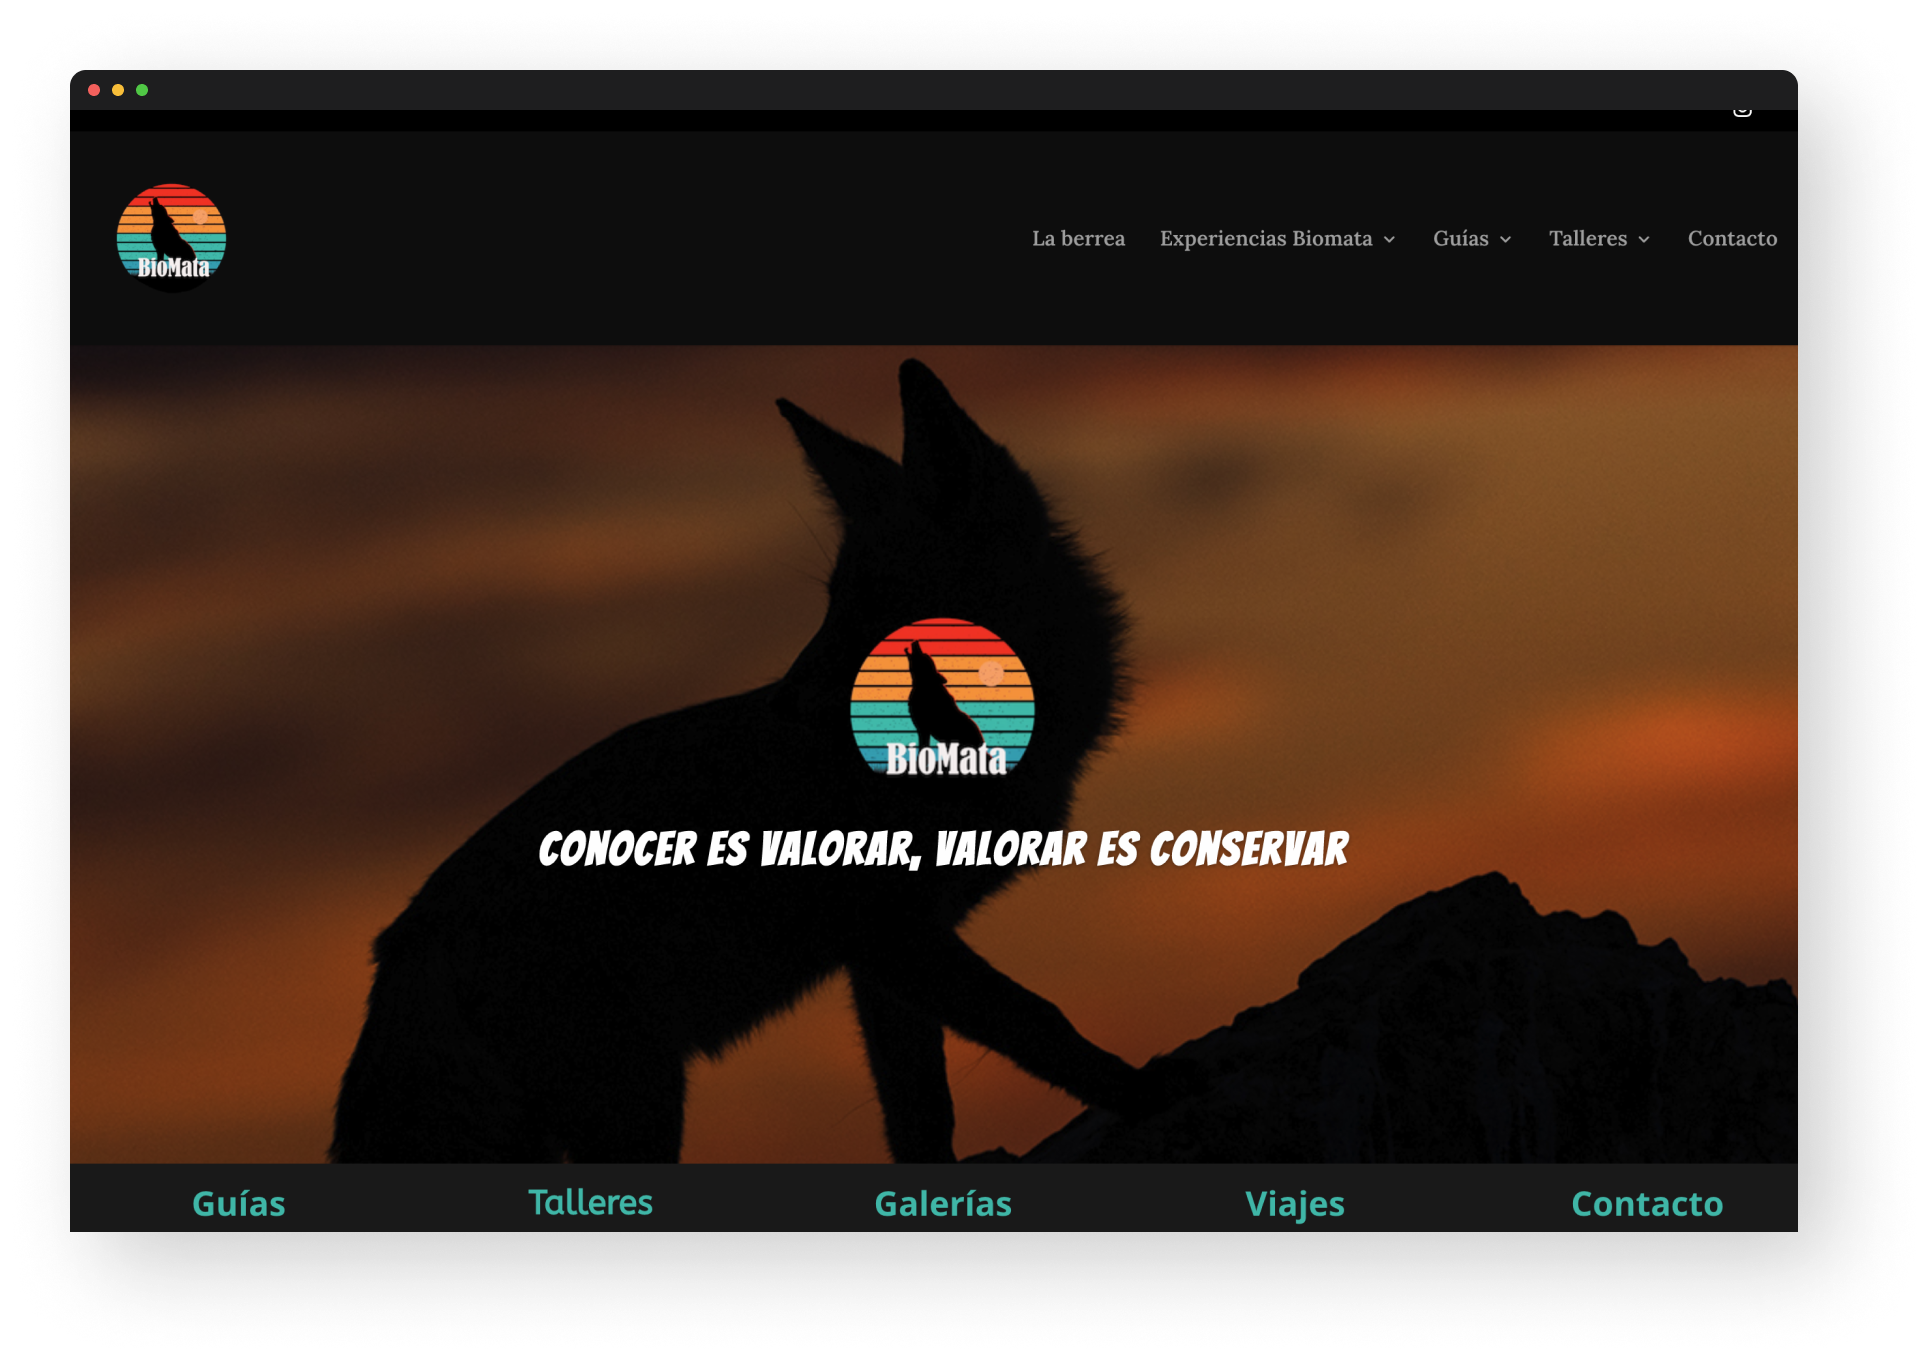 BioMata
La berrea Experiencias Biomata Guías Talleres Contacto
BioMata
CONOCER ES VALORAR, VALORAR ES CONSERVAR
Guías Talleres Galerías Viajes Contacto